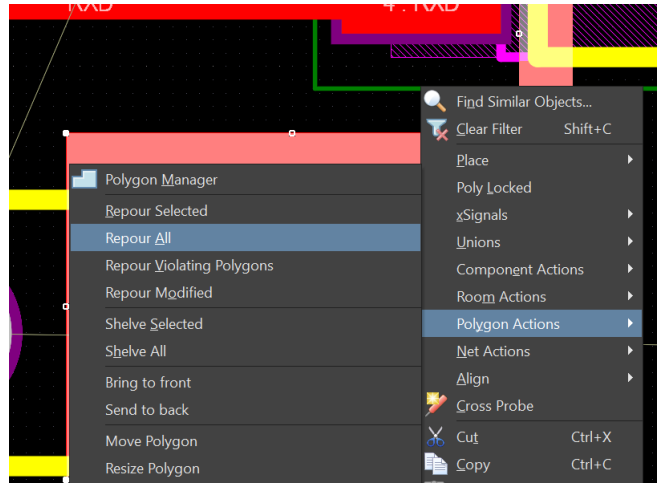 RXD
4 : RXD
Find Similar Objects...
Clear Filter Shift+C
Place
Poly Locked
xSignals
Unions
Component Actions
Room Actions
Polygon Actions
Net Actions
Align
Cross Probe
Cut Ctrl+X
Copy Ctrl+C
Polygon Manager
Repour Selected
Repour All
Repour Violating Polygons
Repour Modified
Shelve Selected
Shelve All
Bring to front
Send to back
Move Polygon
Resize Polygon